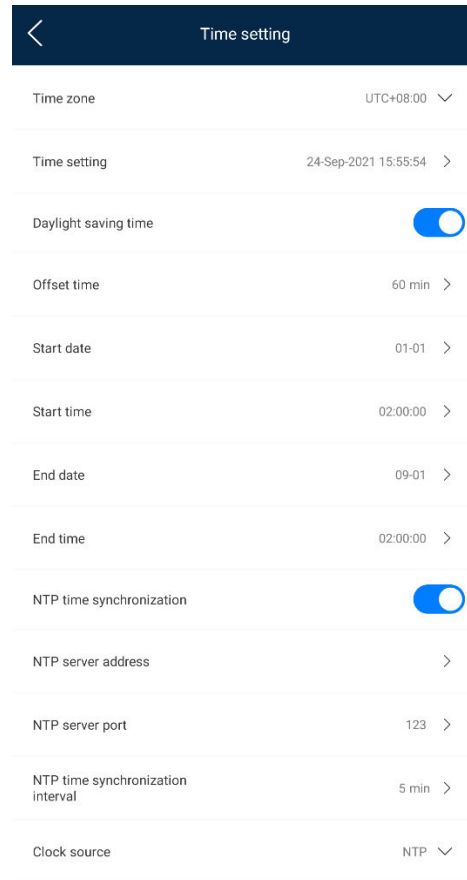 Time setting
Time zone UTC+08:00
Time setting 24-Sep-2021 15:55:54
Daylight saving time
Offset time 60 min
Start date 01-01
Start time 02:00:00
End date 09-01
End time 02:00:00
NTP time synchronization
NTP server address
NTP server port 123
NTP time synchronization
interval 5 min
Clock source NTP